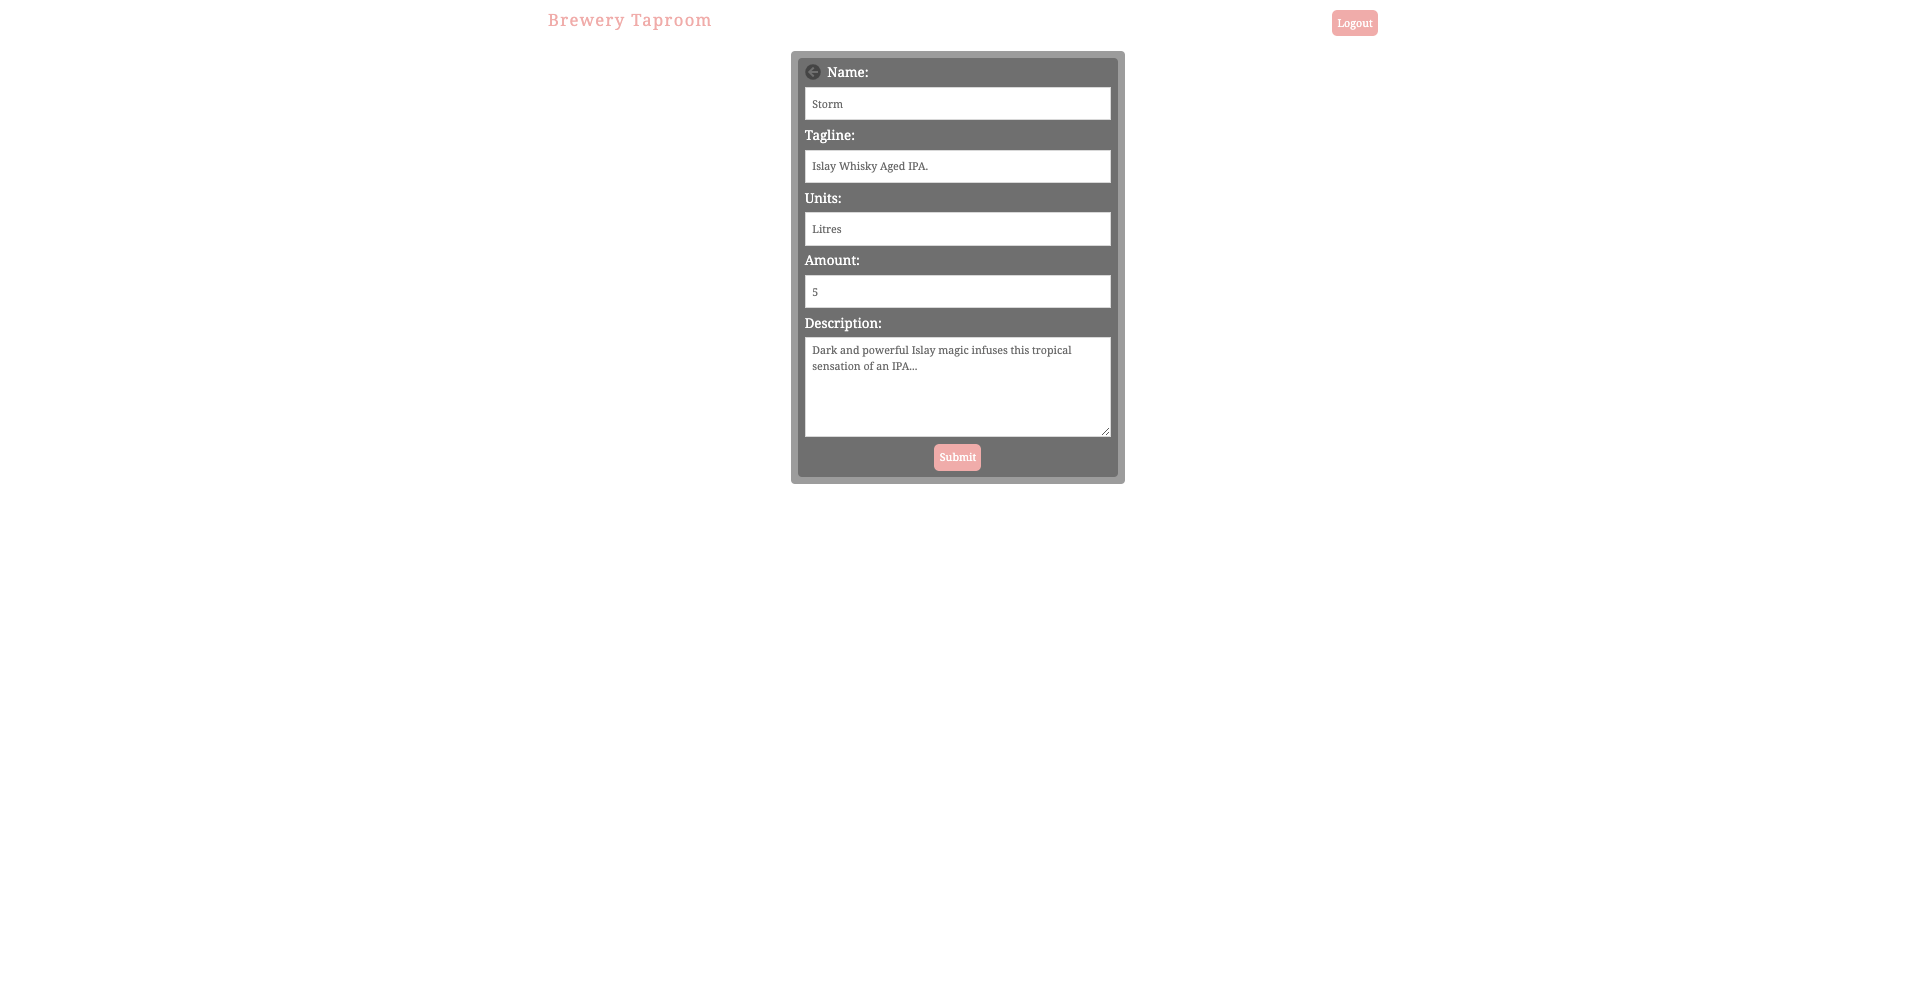 Brewery Taproom
Logout
Name:
Storm
Tagline:
Islay Whisky Aged IPA.
Units:
Litres
Amount:
5
Description:
Dark and powerful Islay magic infuses this tropical
sensation of an IPA...
Submit